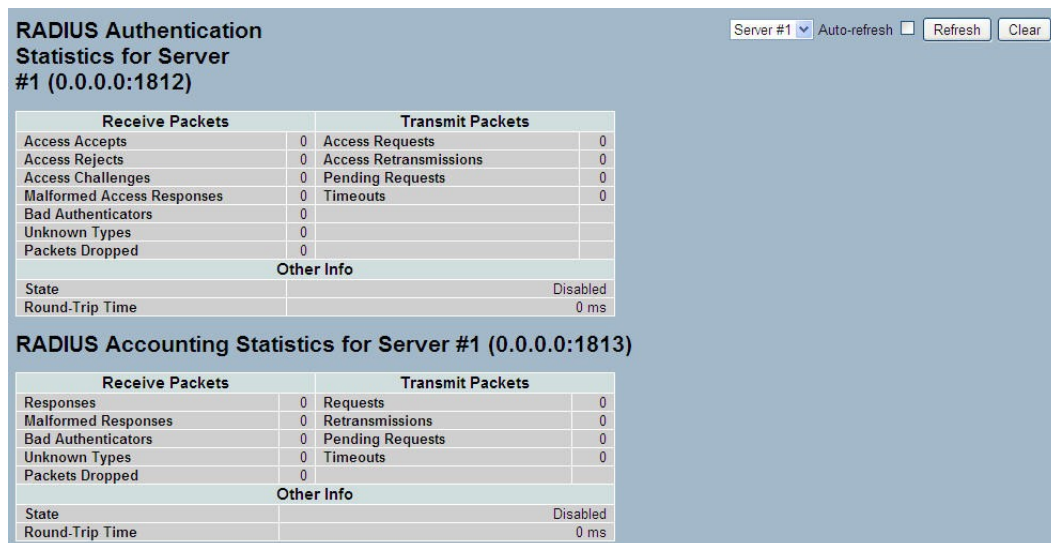 RADIUS Authentication
Statistics for Server
#1 (0.0.0.0:1812)
Server #1 Auto-refresh Refresh Clear
Receive Packets Transmit Packets
Access Accepts 0 Access Requests 0
Access Rejects 0 Access Retransmissions 0
Access Challenges 0 Pending Requests 0
Malformed Access Responses 0 Timeouts 0
Bad Authenticators 0
Unknown Types 0
Packets Dropped 0
Other Info
State Disabled
Round-Trip Time 0 ms
RADIUS Accounting Statistics for Server #1 (0.0.0.0:1813)
Receive Packets Transmit Packets
Responses 0 Requests 0
Malformed Responses 0 Retransmissions 0
Bad Authenticators 0 Pending Requests 0
Unknown Types 0 Timeouts 0
Packets Dropped 0
Other Info
State Disabled
Round-Trip Time 0 ms